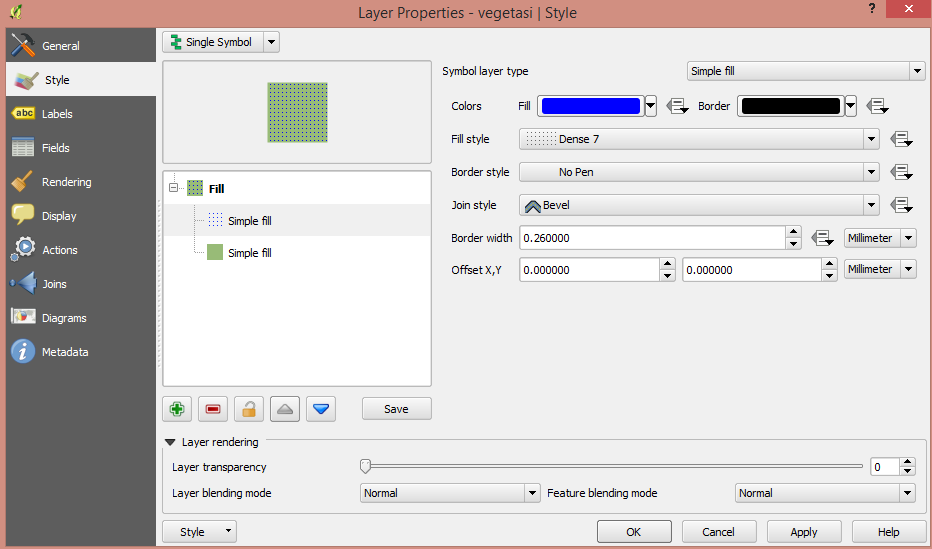 Layer Properties - vegetasi | Style
?
×
General
Style
abc Labels
Fields
Rendering
Display
Actions
Joins
Diagrams
Metadata
Single Symbol
Fill
Simple fill
Simple fill
Save
Symbol layer type Simple fill
Colors Fill Border
Fill style Dense 7
Border style No Pen
Join style Bevel
Border width 0.260000 Millimeter
Offset X,Y 0.000000 0.000000 Millimeter
Layer rendering
Layer transparency 0
Layer blending mode Normal Feature blending mode Normal
Style OK Cancel Apply Help